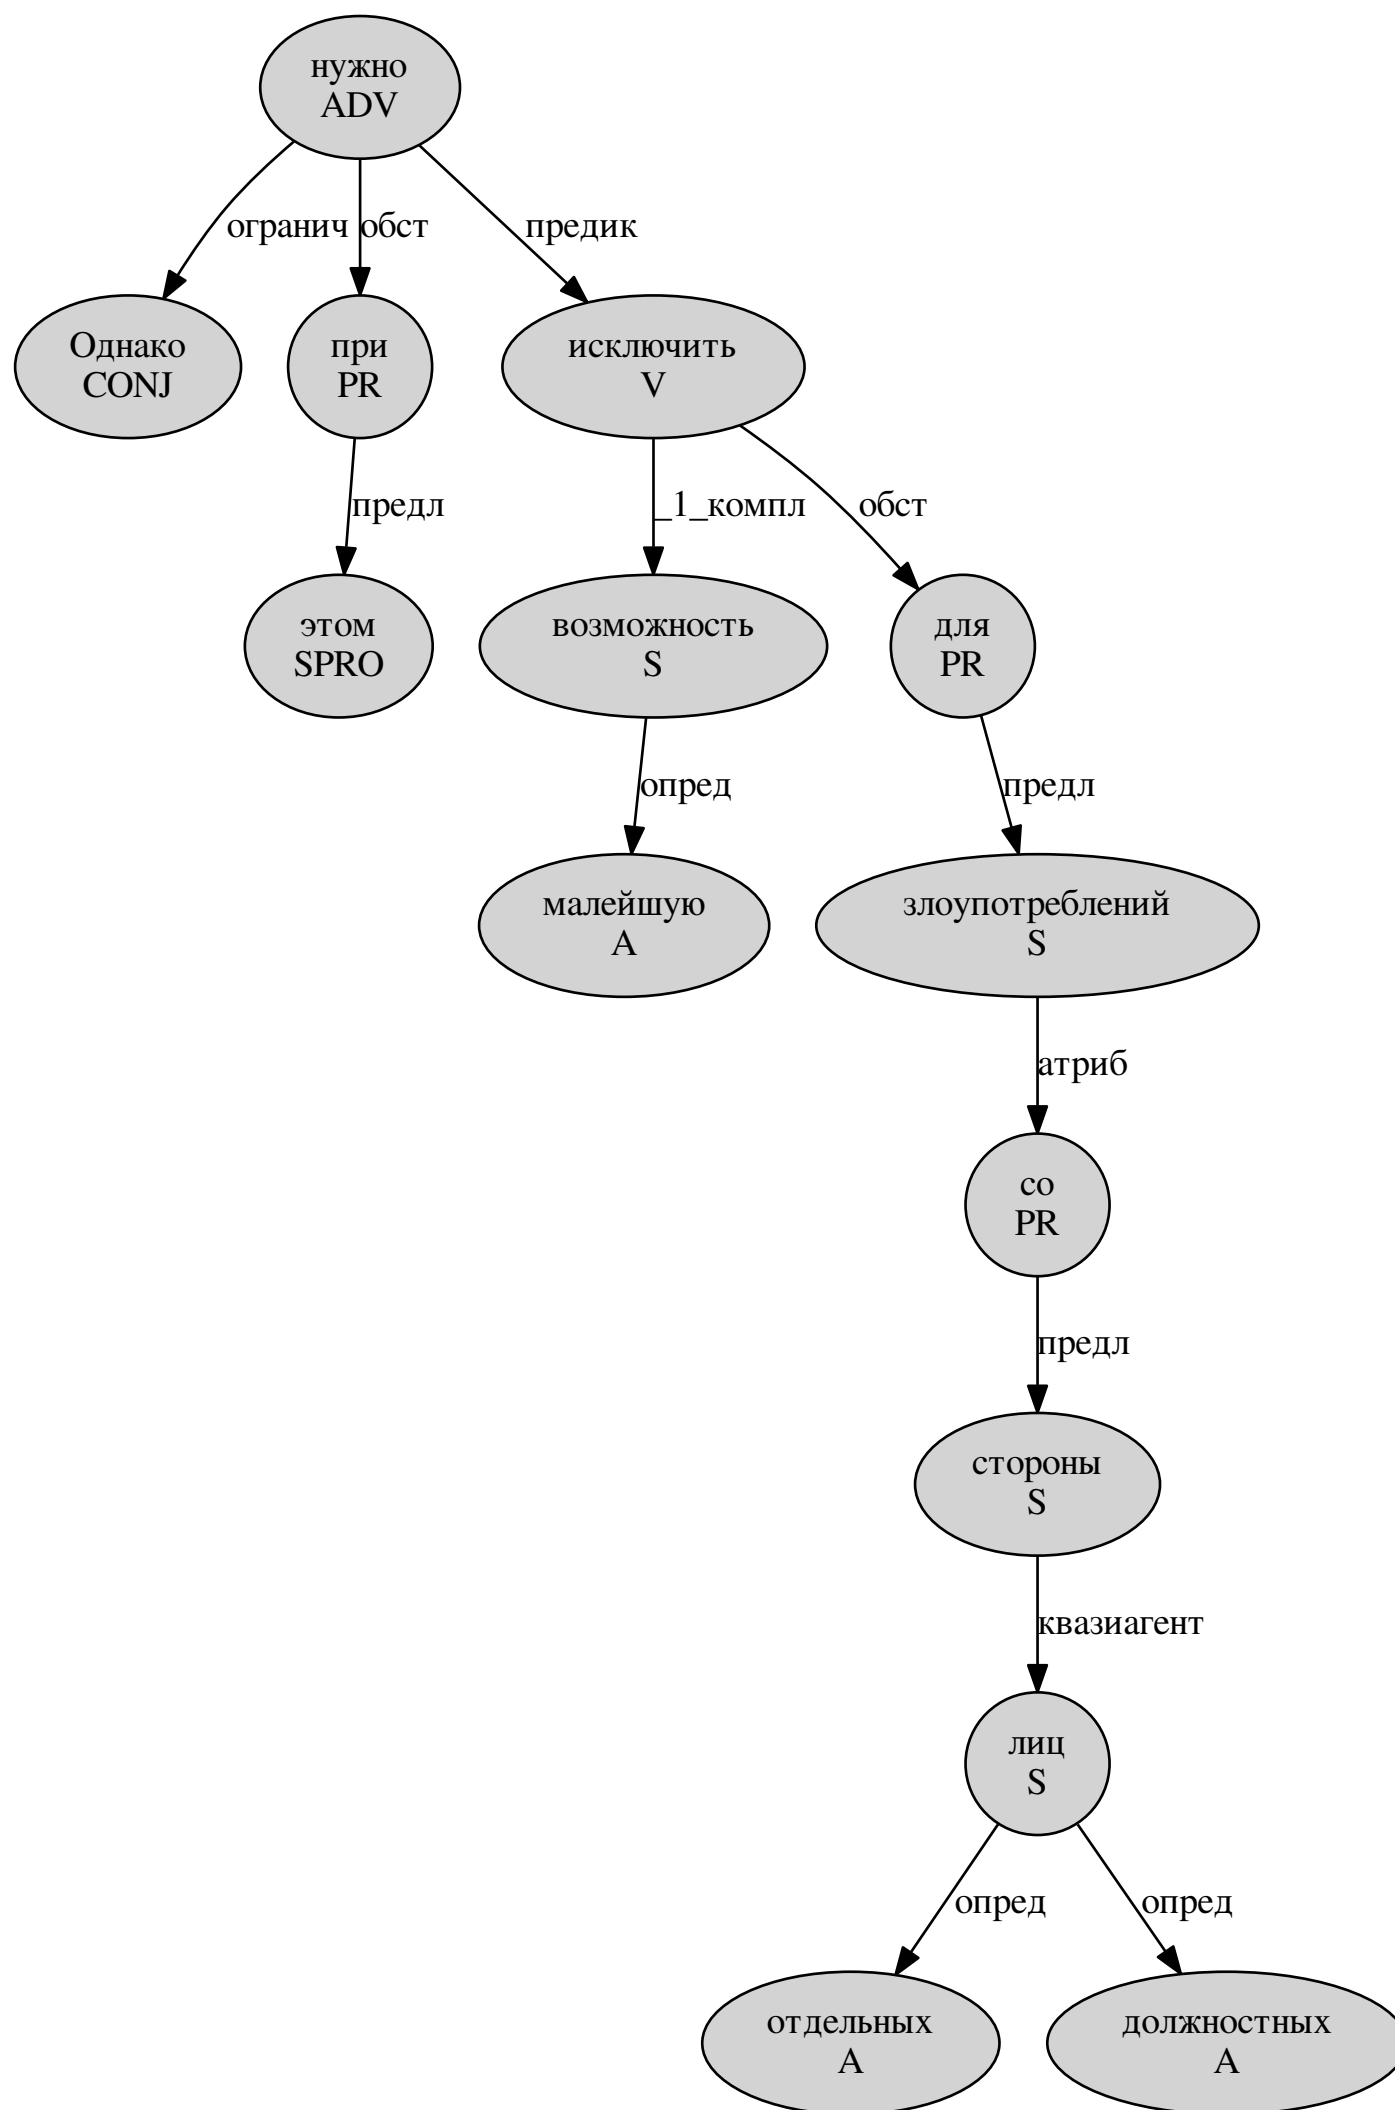 нужно
ADV
огранич
обст
предик
Однако
CONJ
при
PR
исключить
V
предл
_1_компл
обст
этом
SPRO
возможность
S
для
PR
опред
предл
малейшую
A
злоупотреблений
S
атриб
со
PR
предл
стороны
S
квазиагент
лиц
S
опред
опред
отдельных
A
должностных
A